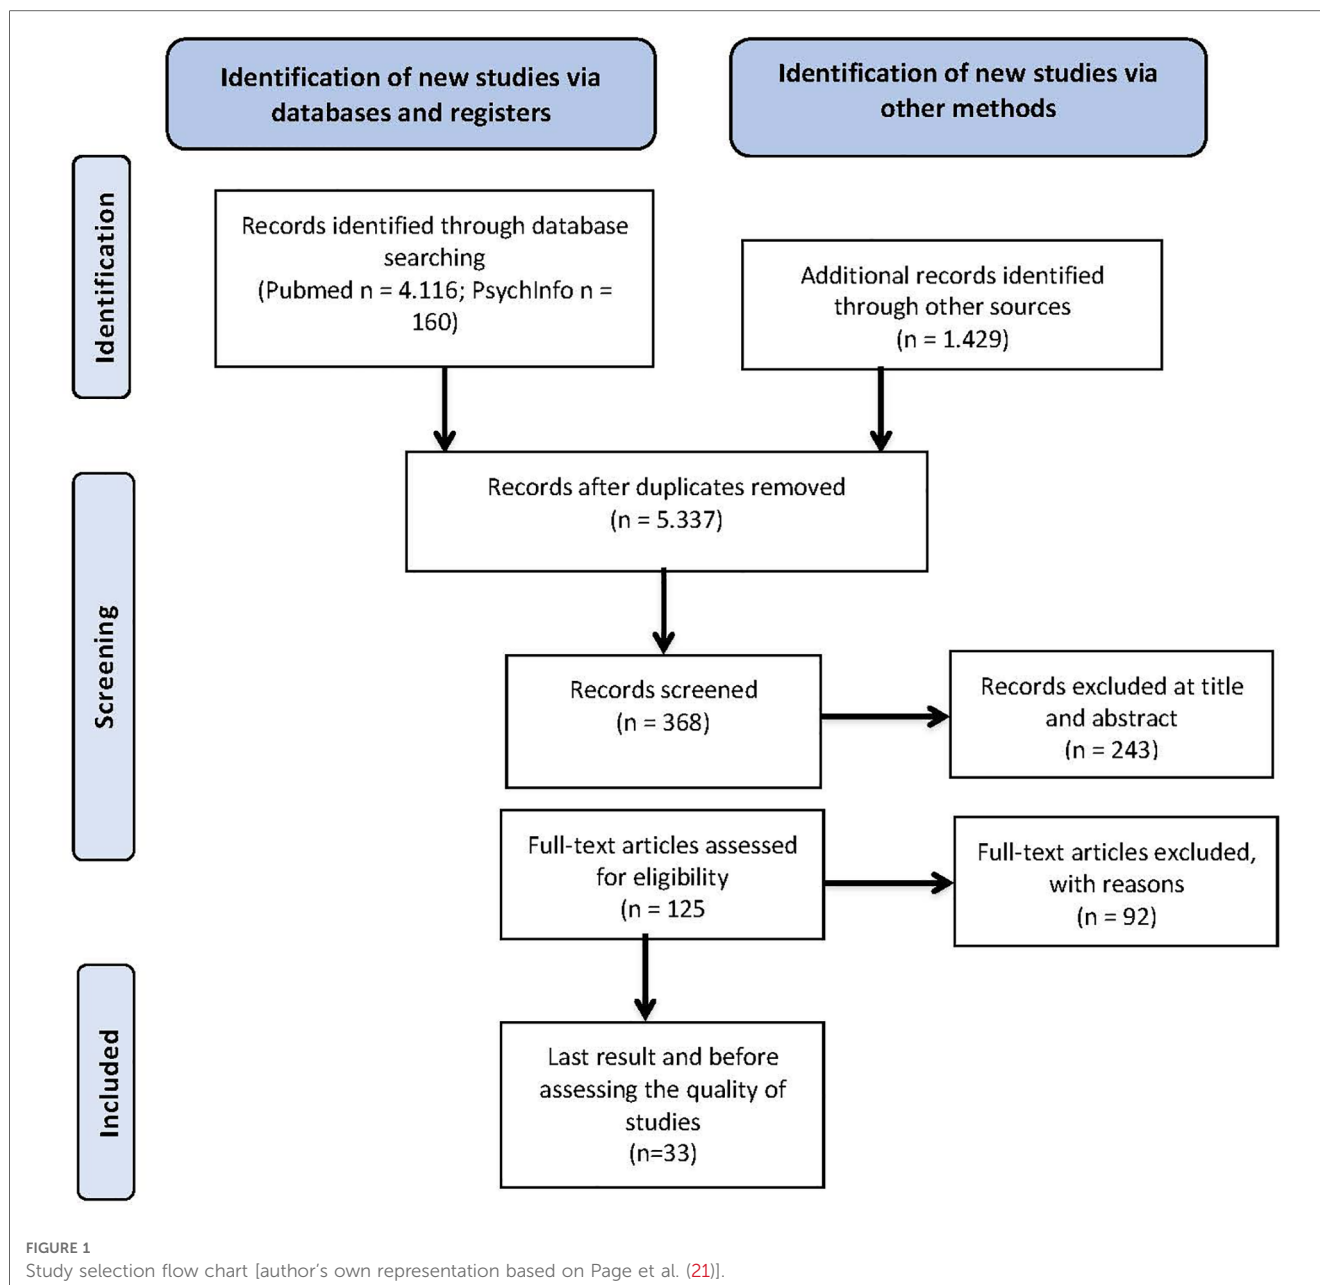 Identification of new studies via
databases and registers
Identification of new studies via
other methods
Identification
Records identified through database
searching
(Pubmed n = 4.116; PsychInfo n =
160)
Additional records identified
through other sources
(n = 1.429)
Records after duplicates removed
(n = 5.337)
Screening
Records screened
(n = 368)
Records excluded at title
and abstract
(n = 243)
Full-text articles assessed
for eligibility
(n = 125
Full-text articles excluded,
with reasons
(n = 92)
Included
Last result and before
assessing the quality of
studies
(n=33)
FIGURE 1
Study selection flow chart [author's own representation based on Page et al. (21)].